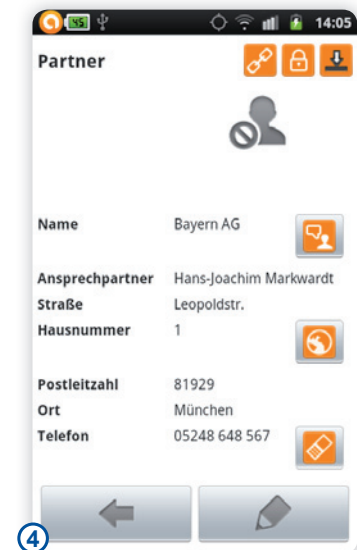 45 14:05
Partner
Name Bayern AG
Ansprechpartner Hans-Joachim Markwardt
Straße Leopoldstr.
Hausnummer 1
Postleitzahl 81929
Ort München
Telefon 05248 648 567
4